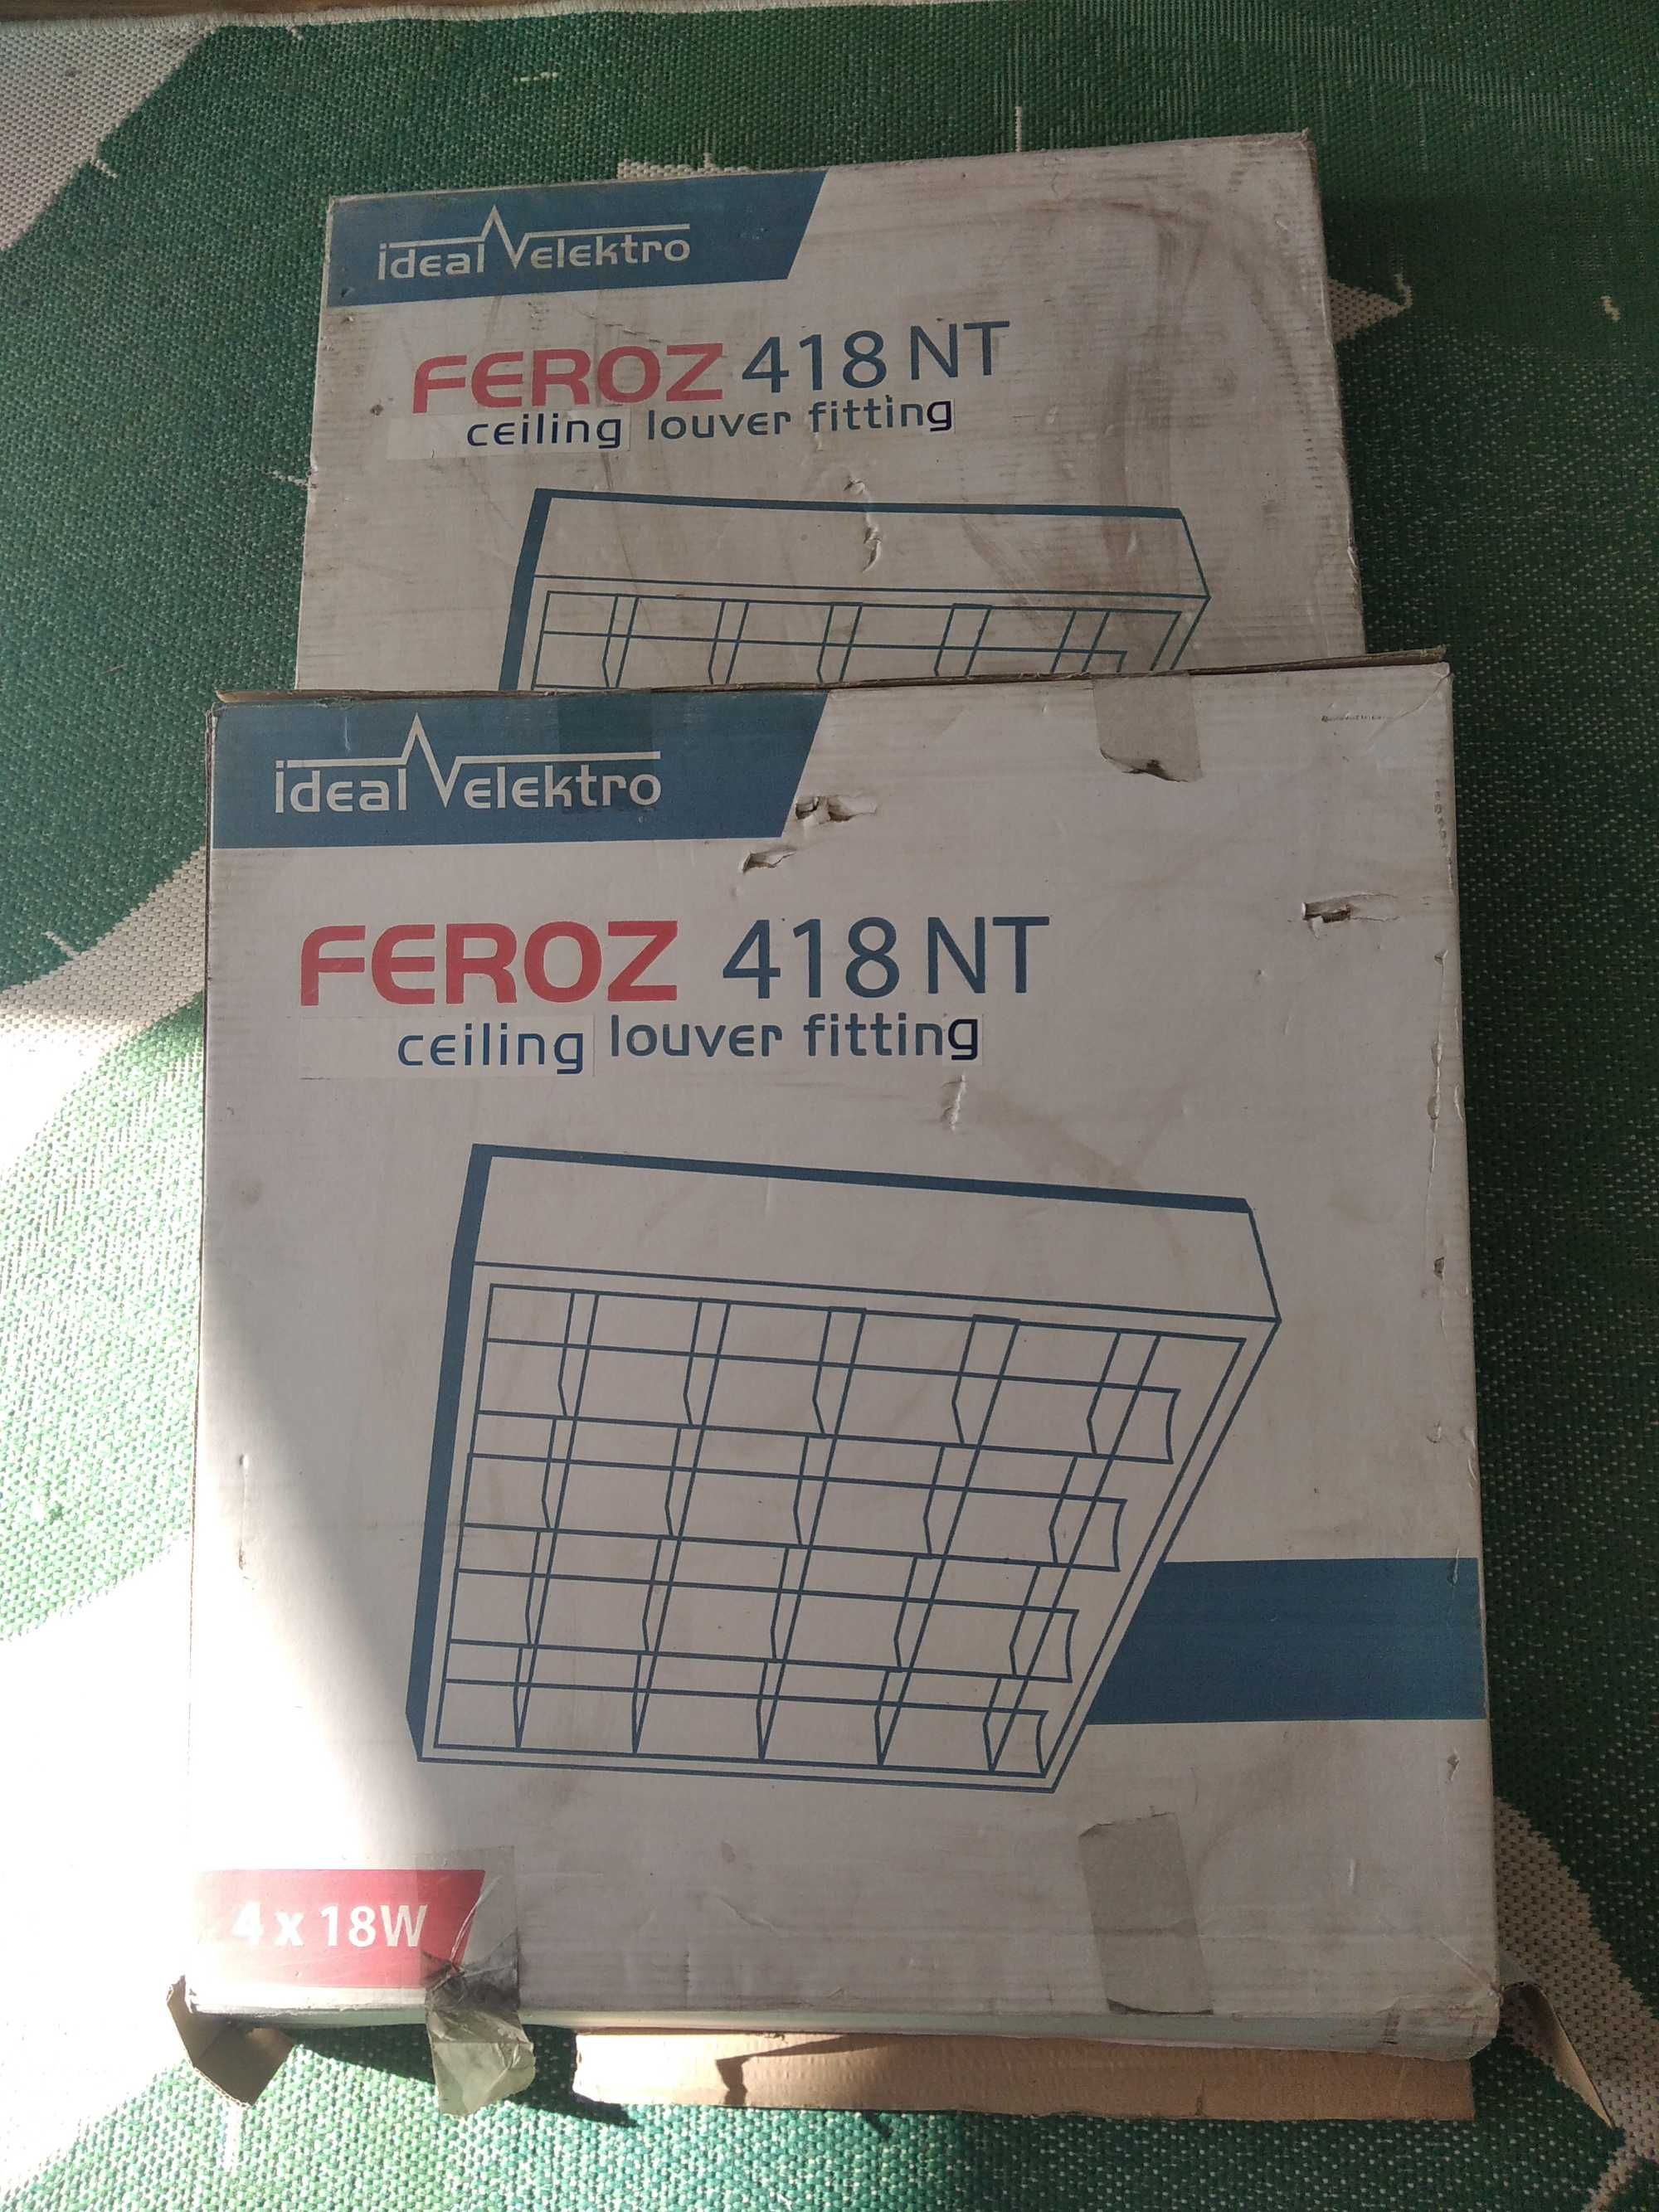 ideal elektro
FEROZ 418 NT
ceiling louver fitting
ideal elektro
FEROZ 418 NT
ceiling louver fitting
4 x 18W